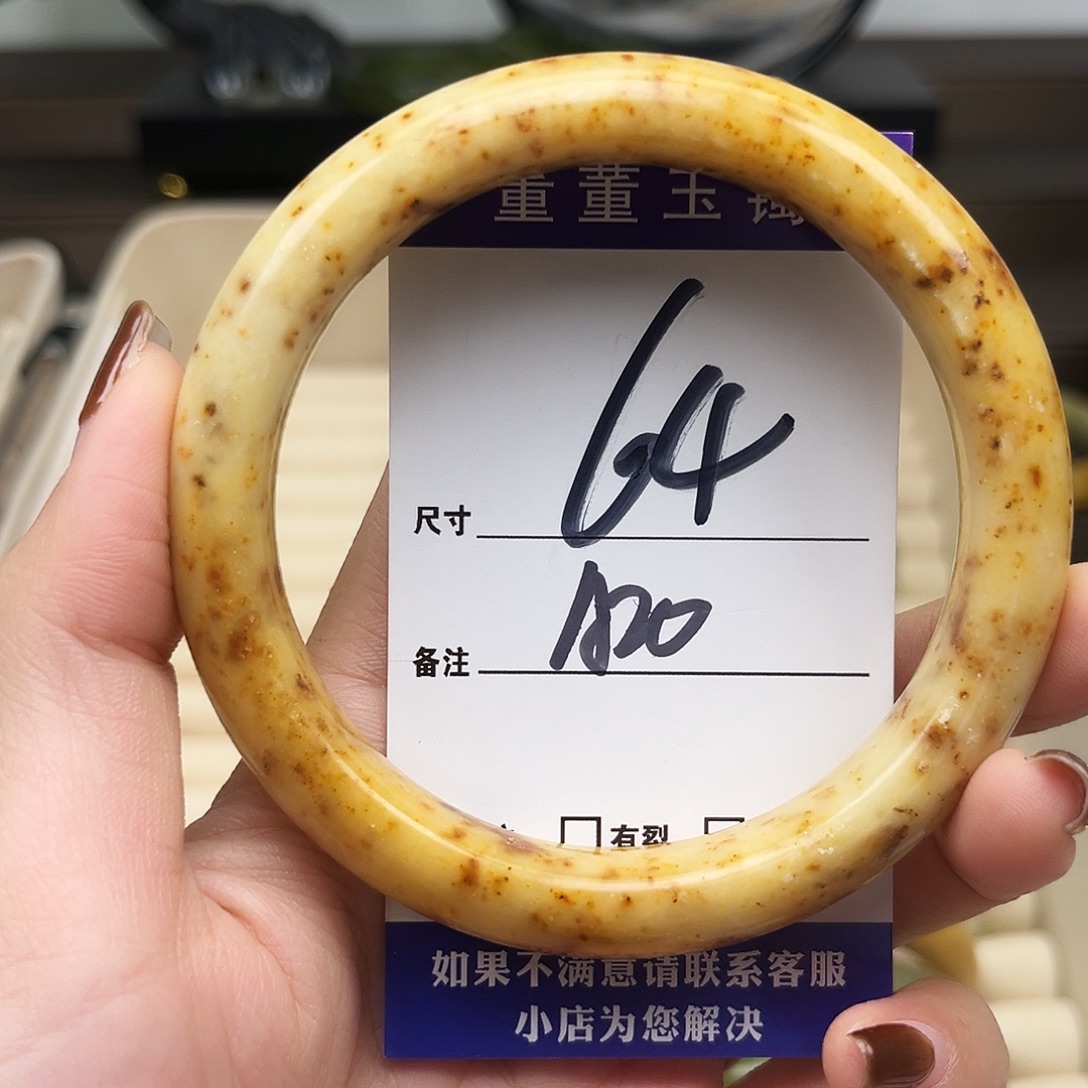 董董玉镯
尺寸 64
备注
有裂
如果不满意请联系客服
小店为您解决